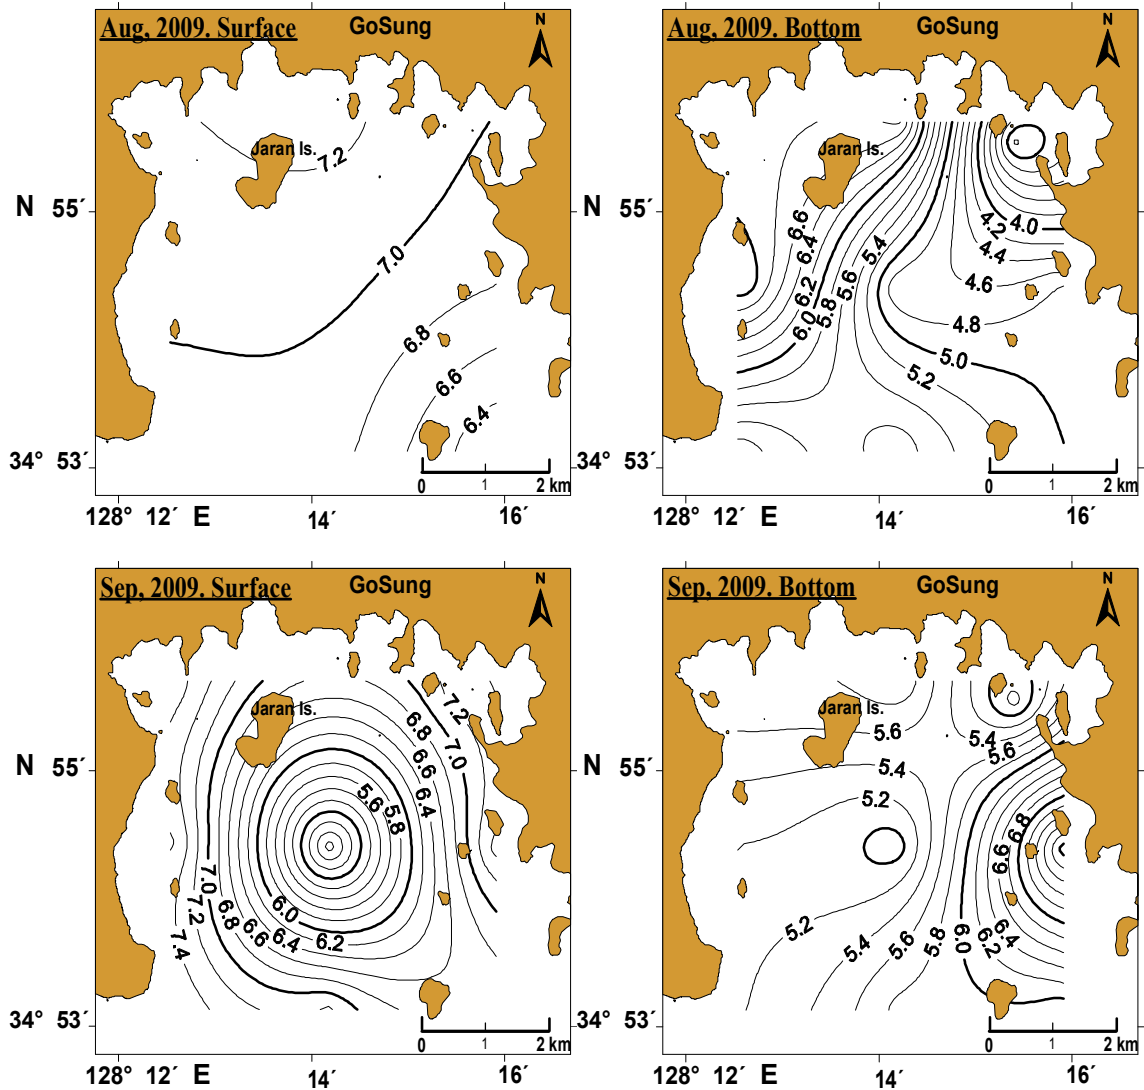 Aug, 2009. Surface
GoSung
N
Jaran Is.
7.2
7.0
6.8
6.6
6.4
N
55´
34° 53´
0 1 2 km
128° 12´ E
14´
16´
Aug, 2009. Bottom
GoSung
N
Jaran Is.
6.6
6.4
6.2
6.0
5.8
5.6
5.4
4.2
4.0
4.4
4.6
4.8
5.0
5.2
N
55´
34° 53´
0 1 2 km
128° 12´ E
14´
16´
Sep, 2009. Surface
GoSung
N
Jaran Is.
7.2
7.0
6.8
6.6
6.4
5.6
5.8
7.0
7.2
7.4
6.8
6.6
6.4
6.0
6.2
N
55´
34° 53´
0 1 2 km
128° 12´ E
14´
16´
Sep, 2009. Bottom
GoSung
N
Jaran Is.
5.6
5.4
5.6
5.4
5.2
6.8
6.6
5.2
5.4
5.6
5.8
6.0
6.2
6.4
N
55´
34° 53´
0 1 2 km
128° 12´ E
14´
16´